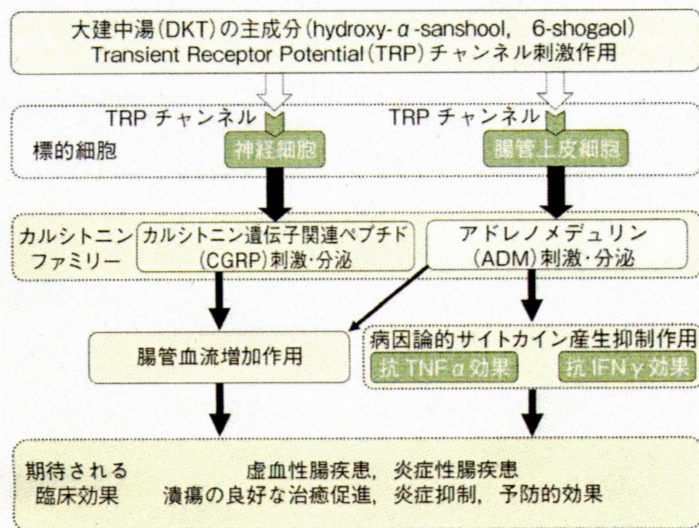 大建中湯(DKT)の主成分(hydroxy-α-sanshool, 6-shogaol)
Transient Receptor Potential(TRP)チャンネル刺激作用
TRPチャンネル
TRPチャンネル
標的細胞
神経細胞
腸管上皮細胞
カルシトニン
ファミリー
カルシトニン遺伝子関連ペプチド
(CGRP)刺激・分泌
アドレノメデュリン
(ADM)刺激・分泌
腸管血流増加作用
病因論的サイトカイン産生抑制作用
抗TNFα効果
抗IFNγ効果
期待される
臨床効果
虚血性腸疾患, 炎症性腸疾患
潰瘍の良好な治癒促進, 炎症抑制, 予防的効果